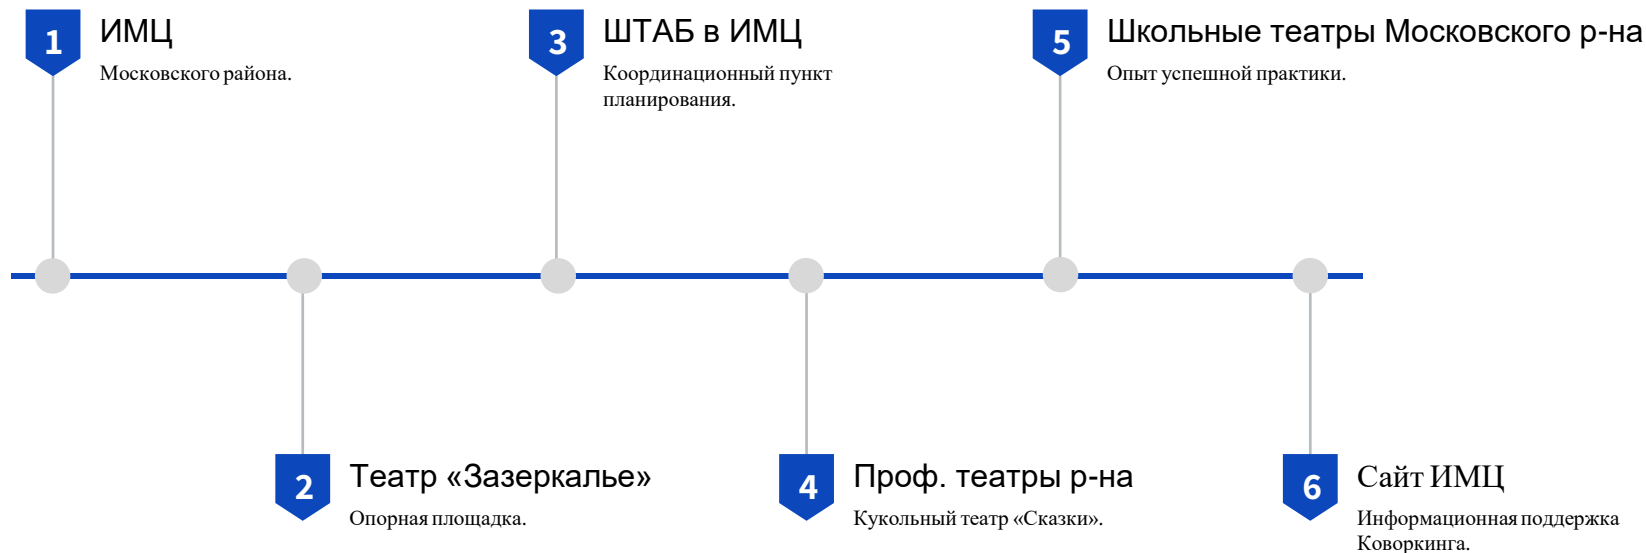 1
ИМЦ
Московского района.
3
ШТАБ в ИМЦ
Координационный пункт
планирования.
5
Школьные театры Московского р-на
Опыт успешной практики.
2
Театр «Зазеркалье»
Опорная площадка.
4
Проф. театры р-на
Кукольный театр «Сказки».
6
Сайт ИМЦ
Информационная поддержка
Коворкинга.